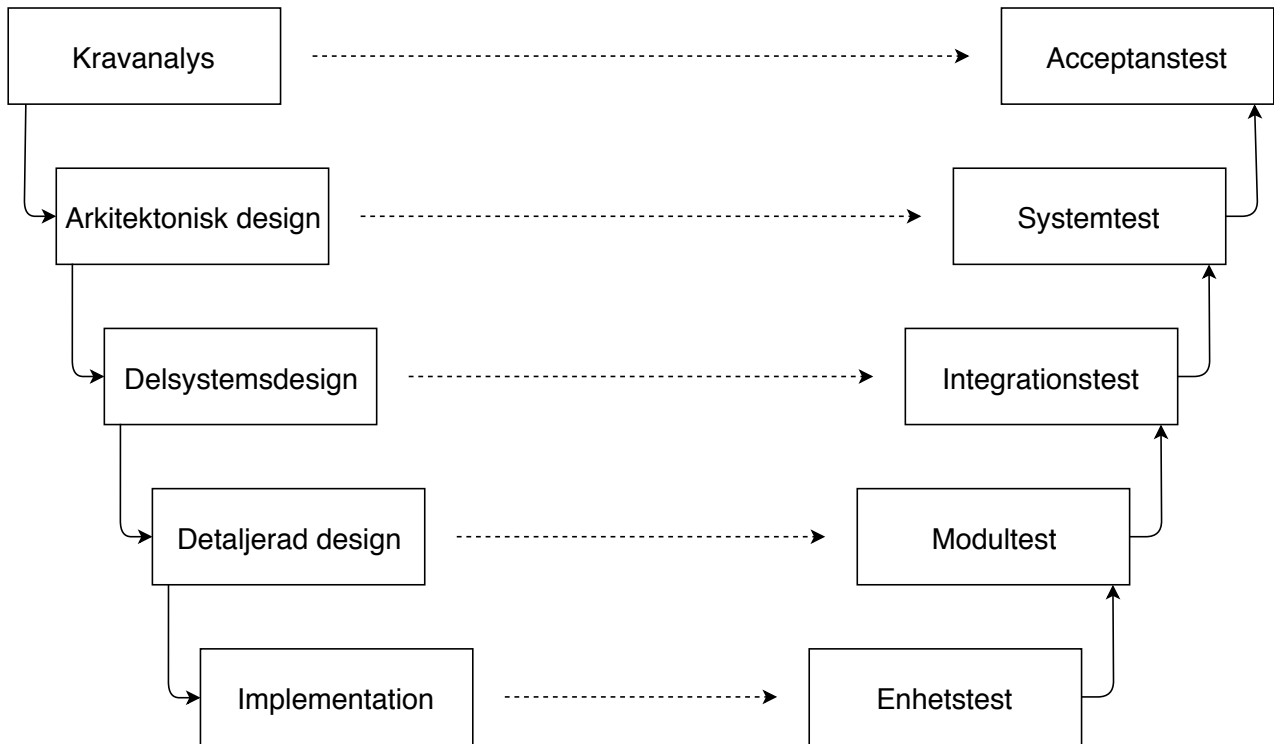 Kravanalys
Acceptanstest
Arkitektonisk design
Systemtest
Delsystemsdesign
Integrationstest
Detaljerad design
Modultest
Implementation
Enhetstest